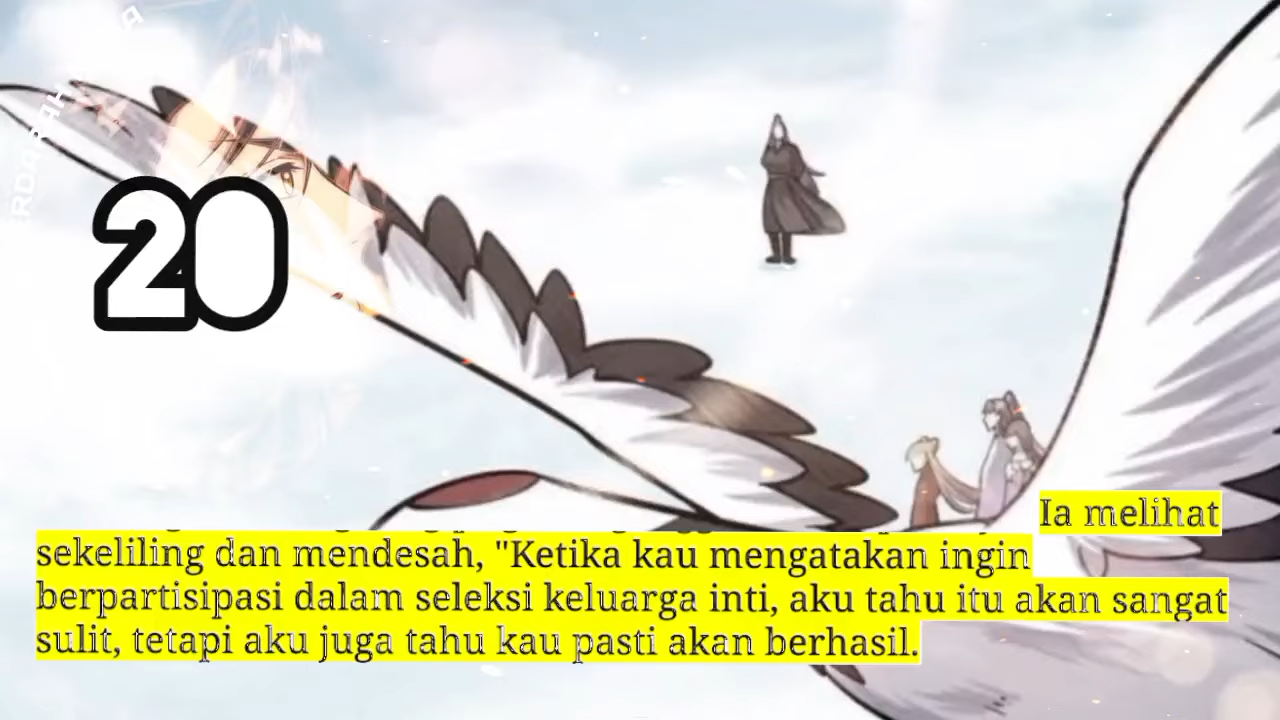 20
Ia melihat
sekeliling dan mendesah, "Ketika kau mengatakan ingin
berpartisipasi dalam seleksi keluarga inti, aku tahu itu akan sangat
sulit, tetapi aku juga tahu kau pasti akan berhasil.